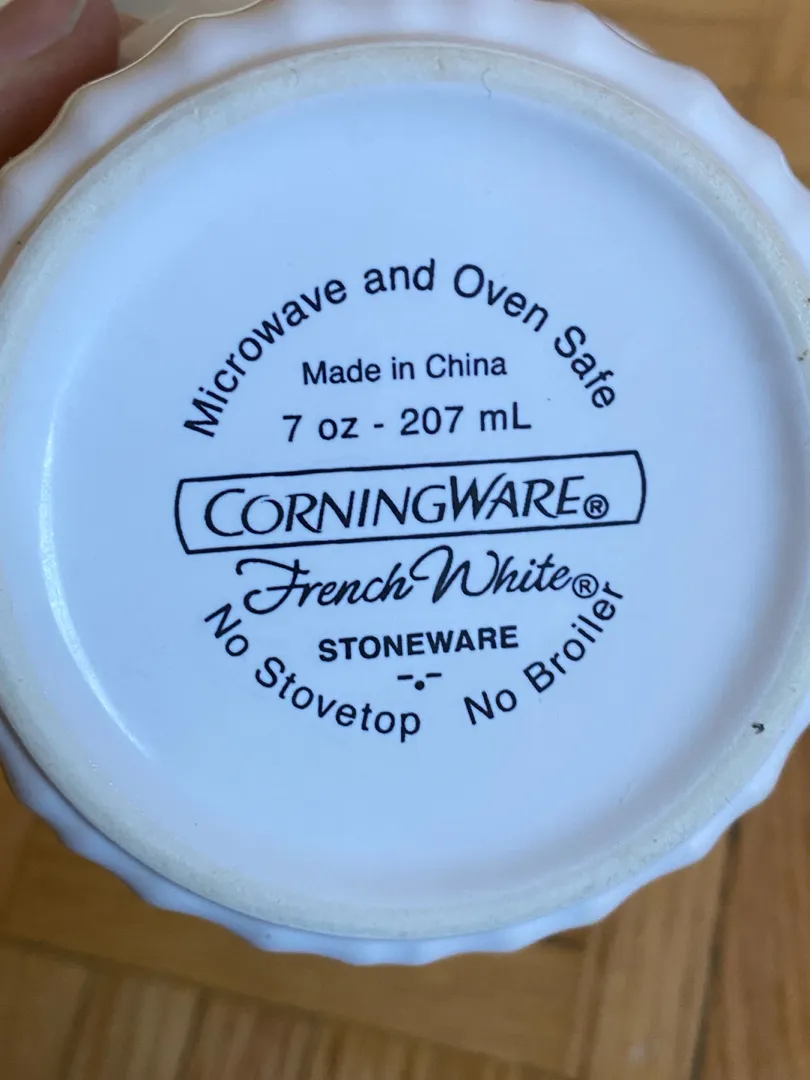 Microwave and Oven Safe
Made in China
7 oz - 207 mL
CORNINGWARE®
French White®
STONEWARE
No Stovetop No Broiler